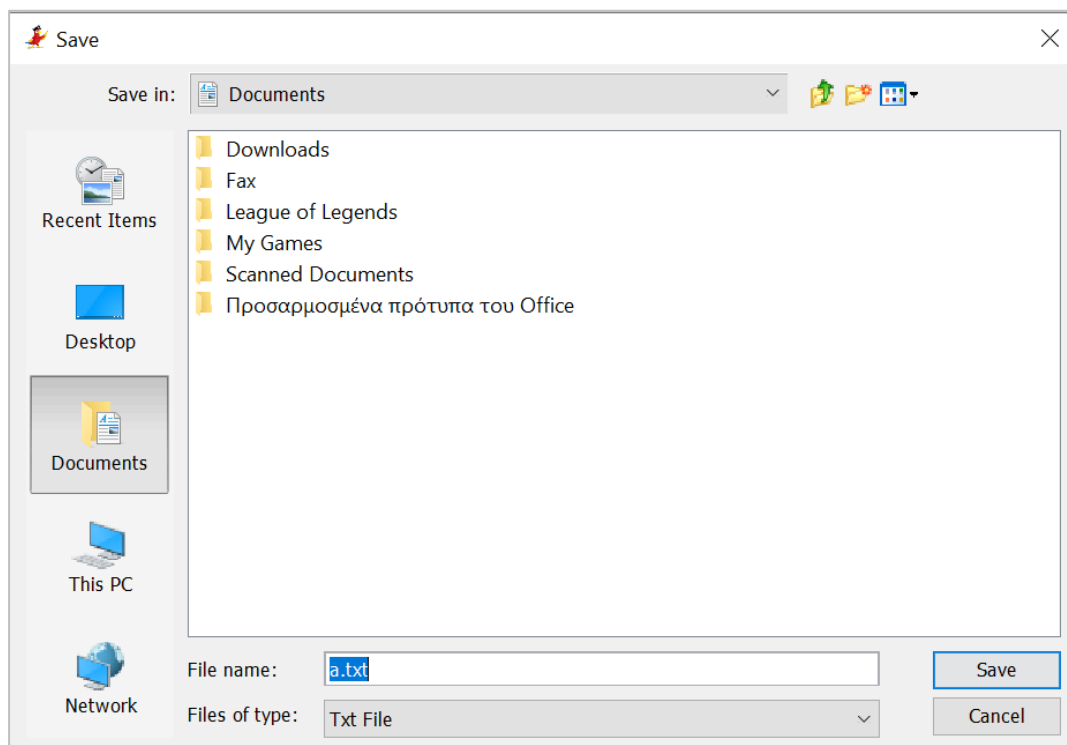 Save
Save in: Documents
Downloads
Fax
League of Legends
My Games
Scanned Documents
Προσαρμοσμένα πρότυπα του Office
Recent Items
Desktop
Documents
This PC
Network
File name: a.txt Save
Files of type: Txt File Cancel